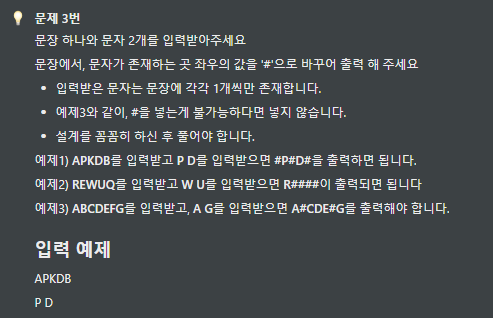 문제 3번
문장 하나와 문자 2개를 입력받아주세요
문장에서, 문자가 존재하는 곳 좌우의 값을 '#'으로 바꾸어 출력 해 주세요
• 입력받은 문자는 문장에 각각 1개씩만 존재합니다.
• 예제3와 같이, #을 넣는게 불가능하다면 넣지 않습니다.
• 설계를 꼼꼼히 하신 후 풀어야 합니다.
예제1) APKDB를 입력받고 P D를 입력받으면 #P#D#을 출력하면 됩니다.
예제2) REWUQ를 입력받고 W U를 입력받으면 R####이 출력되면 됩니다
예제3) ABCDEFG를 입력받고, A G를 입력받으면 A#CDE#G를 출력해야 합니다.
입력 예제
APKDB
P D